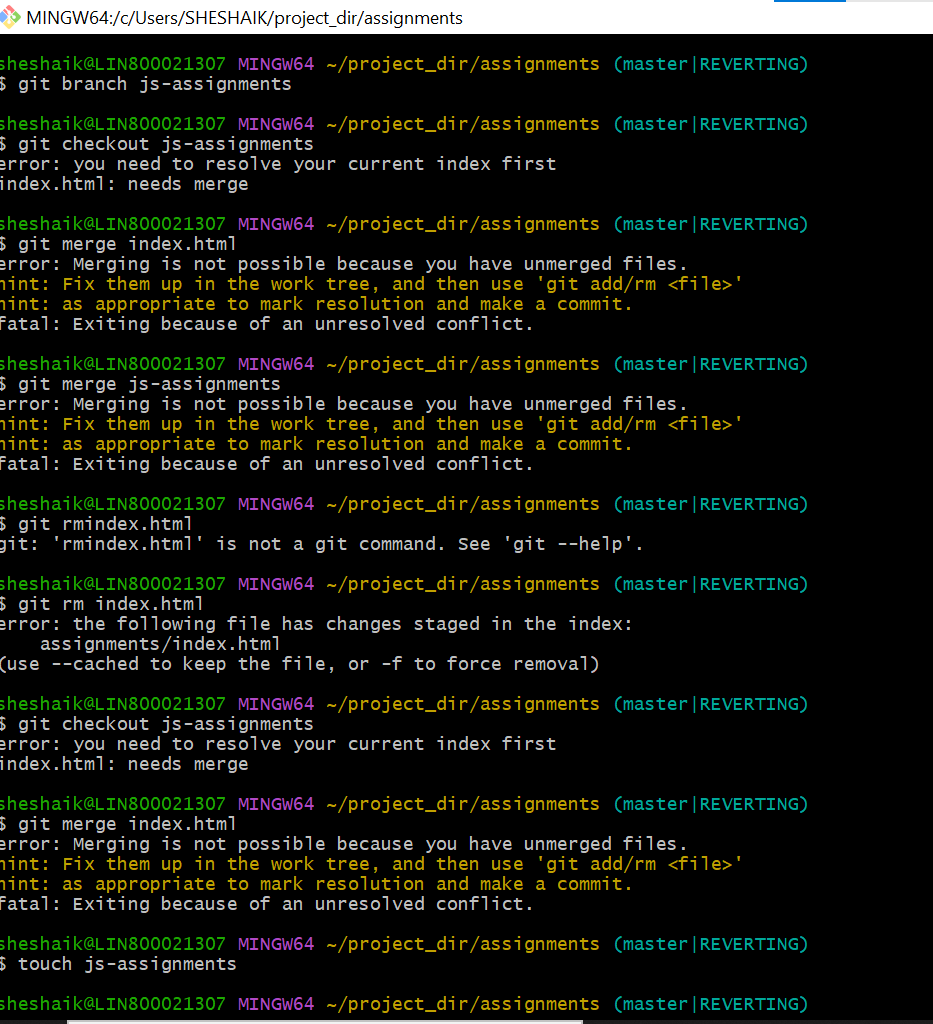 MINGW64:/c/Users/SHESHAIK/project_dir/assignments
sheshaik@LIN800021307 MINGW64 ~/project_dir/assignments (master|REVERTING)
$ git branch js-assignments
sheshaik@LIN800021307 MINGW64 ~/project_dir/assignments (master|REVERTING)
$ git checkout js-assignments
error: you need to resolve your current index first
index.html: needs merge
sheshaik@LIN800021307 MINGW64 ~/project_dir/assignments (master|REVERTING)
$ git merge index.html
error: Merging is not possible because you have unmerged files.
hint: Fix them up in the work tree, and then use 'git add/rm <file>'
hint: as appropriate to mark resolution and make a commit.
fatal: Exiting because of an unresolved conflict.
sheshaik@LIN800021307 MINGW64 ~/project_dir/assignments (master|REVERTING)
$ git merge js-assignments
error: Merging is not possible because you have unmerged files.
hint: Fix them up in the work tree, and then use 'git add/rm <file>'
hint: as appropriate to mark resolution and make a commit.
fatal: Exiting because of an unresolved conflict.
sheshaik@LIN800021307 MINGW64 ~/project_dir/assignments (master|REVERTING)
$ git rmindex.html
git: 'rmindex.html' is not a git command. See 'git --help'.
sheshaik@LIN800021307 MINGW64 ~/project_dir/assignments (master|REVERTING)
$ git rm index.html
error: the following file has changes staged in the index:
    assignments/index.html
(use --cached to keep the file, or -f to force removal)
sheshaik@LIN800021307 MINGW64 ~/project_dir/assignments (master|REVERTING)
$ git checkout js-assignments
error: you need to resolve your current index first
index.html: needs merge
sheshaik@LIN800021307 MINGW64 ~/project_dir/assignments (master|REVERTING)
$ git merge index.html
error: Merging is not possible because you have unmerged files.
hint: Fix them up in the work tree, and then use 'git add/rm <file>'
hint: as appropriate to mark resolution and make a commit.
fatal: Exiting because of an unresolved conflict.
sheshaik@LIN800021307 MINGW64 ~/project_dir/assignments (master|REVERTING)
$ touch js-assignments
sheshaik@LIN800021307 MINGW64 ~/project_dir/assignments (master|REVERTING)